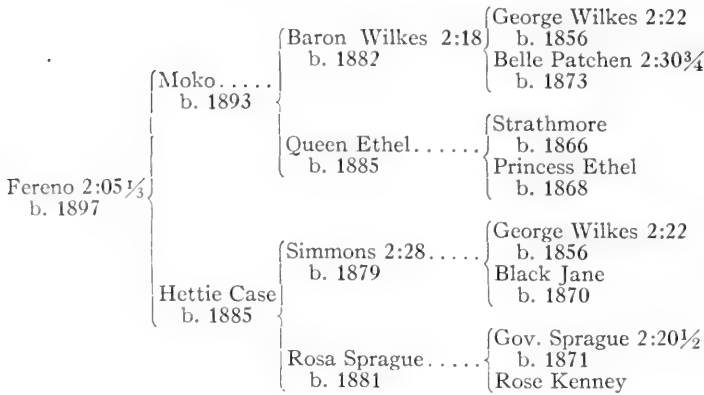 George Wilkes 2:22
Baron Wilkes 2:18
b. 1856
b. 1882
Belle Patchen 2:30¾
Moko.....
b. 1873
b. 1893
Strathmore
Queen Ethel......
b. 1866
b. 1885
Princess Ethel
Fereno 2:05⅓
b. 1868
b. 1897
George Wilkes 2:22
Simmons 2:28.....
b. 1856
b. 1879
Black Jane
Hettie Case
b. 1870
b. 1885
Gov. Sprague 2:20½
Rosa Sprague.....
b. 1871
b. 1881
Rose Kenney